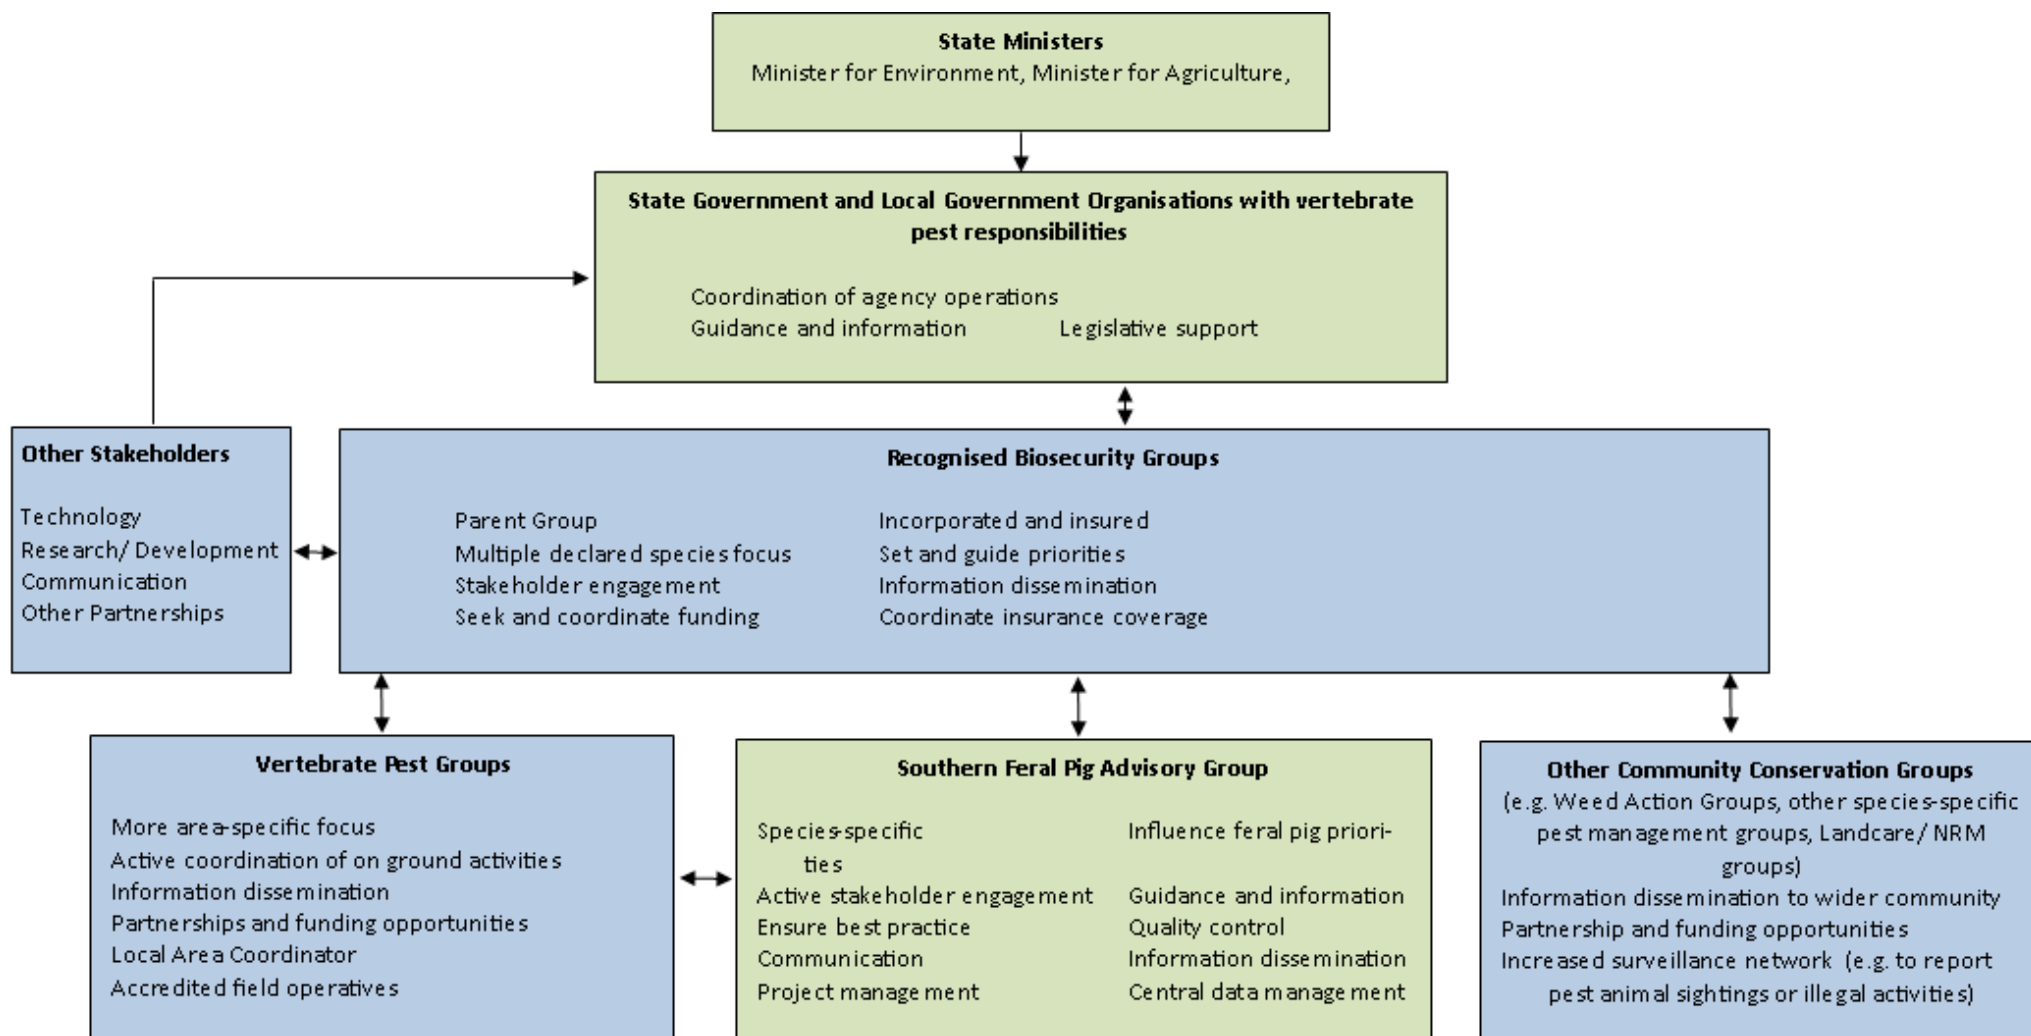 State Ministers
Minister for Environment, Minister for Agriculture,
State Government and Local Government Organisations with vertebrate
pest responsibilities
Coordination of agency operations
Guidance and information Legislative support
Other Stakeholders
Technology
Research/ Development
Communication
Other Partnerships
Recognised Biosecurity Groups
Parent Group Incorporated and insured
Multiple declared species focus Set and guide priorities
Stakeholder engagement Information dissemination
Seek and coordinate funding Coordinate insurance coverage
Vertebrate Pest Groups
More area-specific focus
Active coordination of on ground activities
Information dissemination
Partnerships and funding opportunities
Local Area Coordinator
Accredited field operatives
Southern Feral Pig Advisory Group
Species-specific Influence feral pig priori-
ties
Active stakeholder engagement Guidance and information
Ensure best practice Quality control
Communication Information dissemination
Project management Central data management
Other Community Conservation Groups
(e.g. Weed Action Groups, other species-specific
pest management groups, Landcare/ NRM
groups)
Information dissemination to wider community
Partnership and funding opportunities
Increased surveillance network (e.g. to report
pest animal sightings or illegal activities)